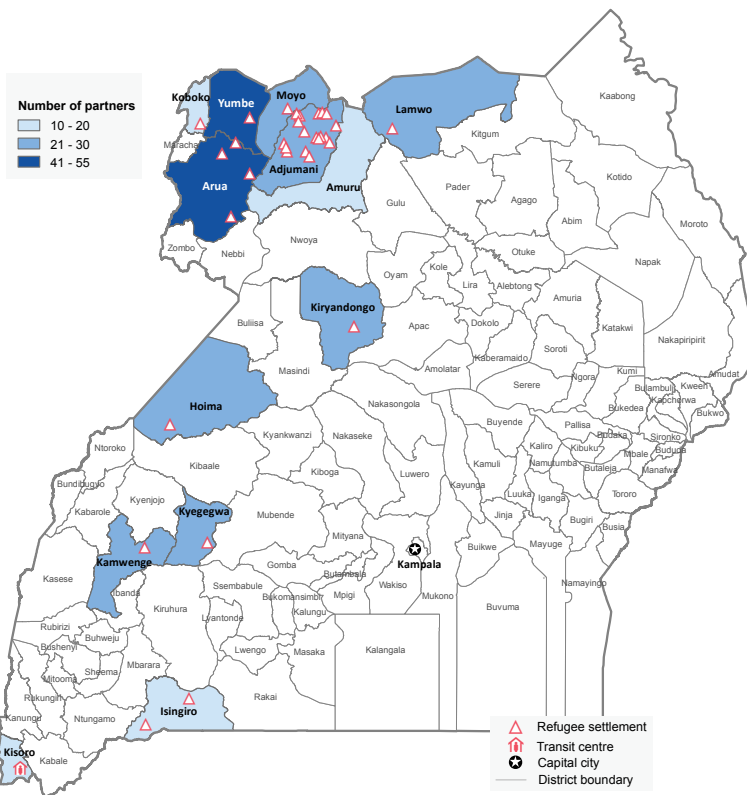 Number of partners
10 - 20
21 - 30
41 - 55
Koboko
Yumbe
Moyo
Lamwo
Kaabong
Maracha
Kitgum
Adjumani
Arua
Amuru
Kotido
Gulu
Pader
Agago
Abim
Moroto
Zombo
Nebbi
Nwoya
Otuke
Napak
Oyam
Kole
Lira
Alebtong
Amuria
Kiryandongo
Buliisa
Apac
Dokolo
Katakwi
Nakapiripirit
Masindi
Kaberamaido
Soroti
Amolatar
Kumi
Amudat
Ngora
Serere
Bulambuli
Kween
Hoima
Nakasongola
Bukedea
Kapchorwa
Bukwo
Buyende
Pallisa
Kyankwanzi
Nakaseke
Budaka
Sironko
Ntoroko
Kaliro
Kibuku
Mbale
Bududa
Kibaale
Kiboga
Luwero
Kamuli
Namutumba
Butaleja
Manafwa
Bundibugyo
Kyenjojo
Kayunga
Luuka
Iganga
Tororo
Kabarole
Kyegegwa
Mubende
Jinja
Bugiri
Busia
Mityana
Buikwe
Mayuge
Kamwenge
Kampala
Kasese
Gomba
Butambala
Wakiso
Mukono
Namayingo
Ibanda
Kiruhura
Ssembabule
Bukomansimbi
Mpigi
Buvuma
Lyantonde
Kalungu
Rubirizi
Buhweju
Bushenyi
Lwengo
Masaka
Kalangala
Mitooma
Sheema
Mbarara
Rukungiri
Rakai
Isingiro
Kanungu
Ntungamo
Kisoro
Kabale
Refugee settlement
Transit centre
Capital city
District boundary